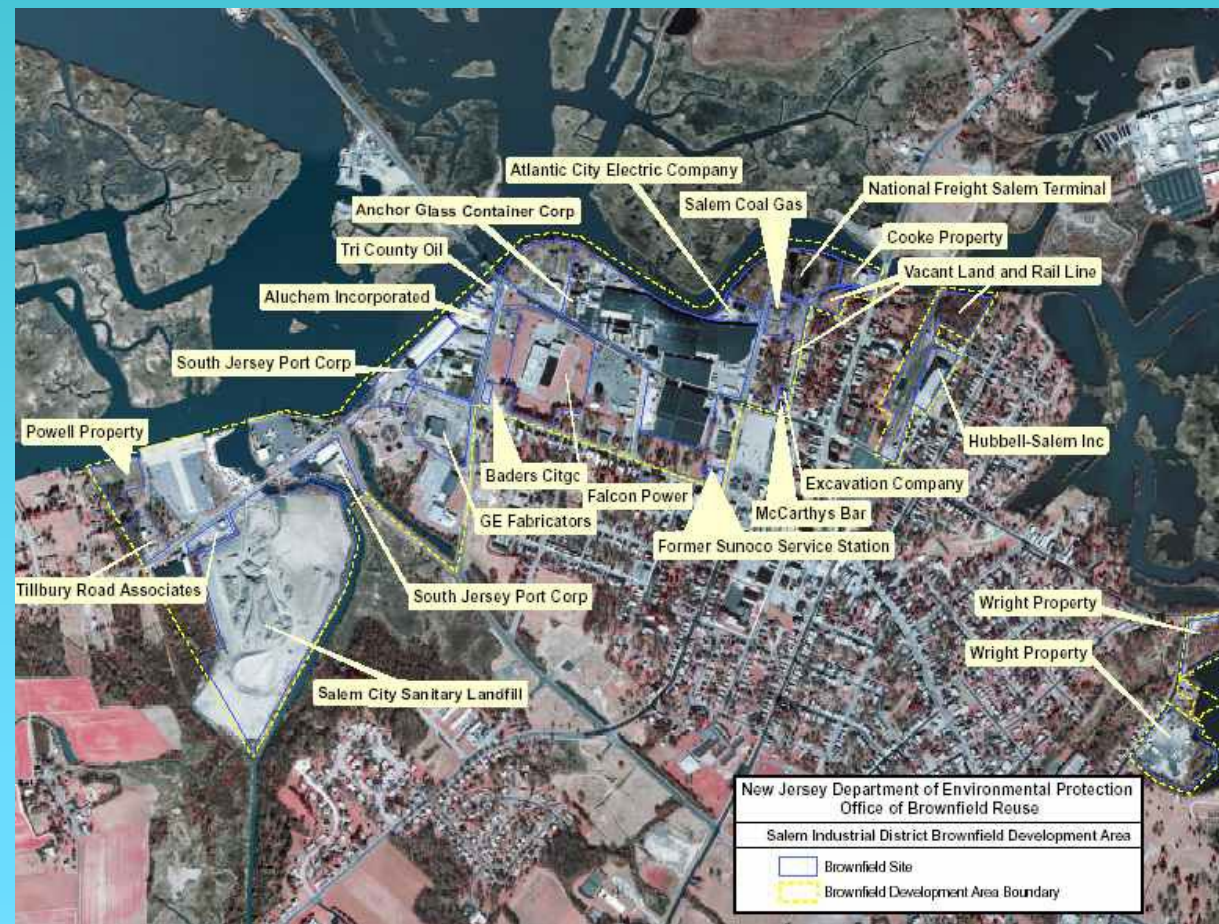 Atlantic City Electric Company
National Freight Salem Terminal
Salem Coal Gas
Anchor Glass Container Corp
Cooke Property
Tri County Oil
Vacant Land and Rail Line
Aluchem Incorporated
South Jersey Port Corp
Powell Property
Hubbell-Salem Inc
Baders Citgo
Excavation Company
Falcon Power
McCarthys Bar
GE Fabricators
Former Sunoco Service Station
Tillbury Road Associates
South Jersey Port Corp
Wright Property
Wright Property
Salem City Sanitary Landfill
New Jersey Department of Environmental Protection
Office of Brownfield Reuse
Salem Industrial District Brownfield Development Area
Brownfield Site
Brownfield Development Area Boundary